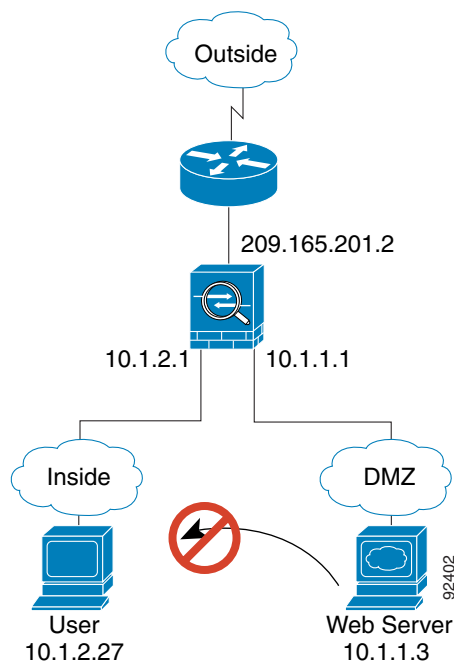 Outside
209.165.201.2
10.1.2.1
10.1.1.1
Inside
DMZ
User
10.1.2.27
Web Server
10.1.1.3
92402